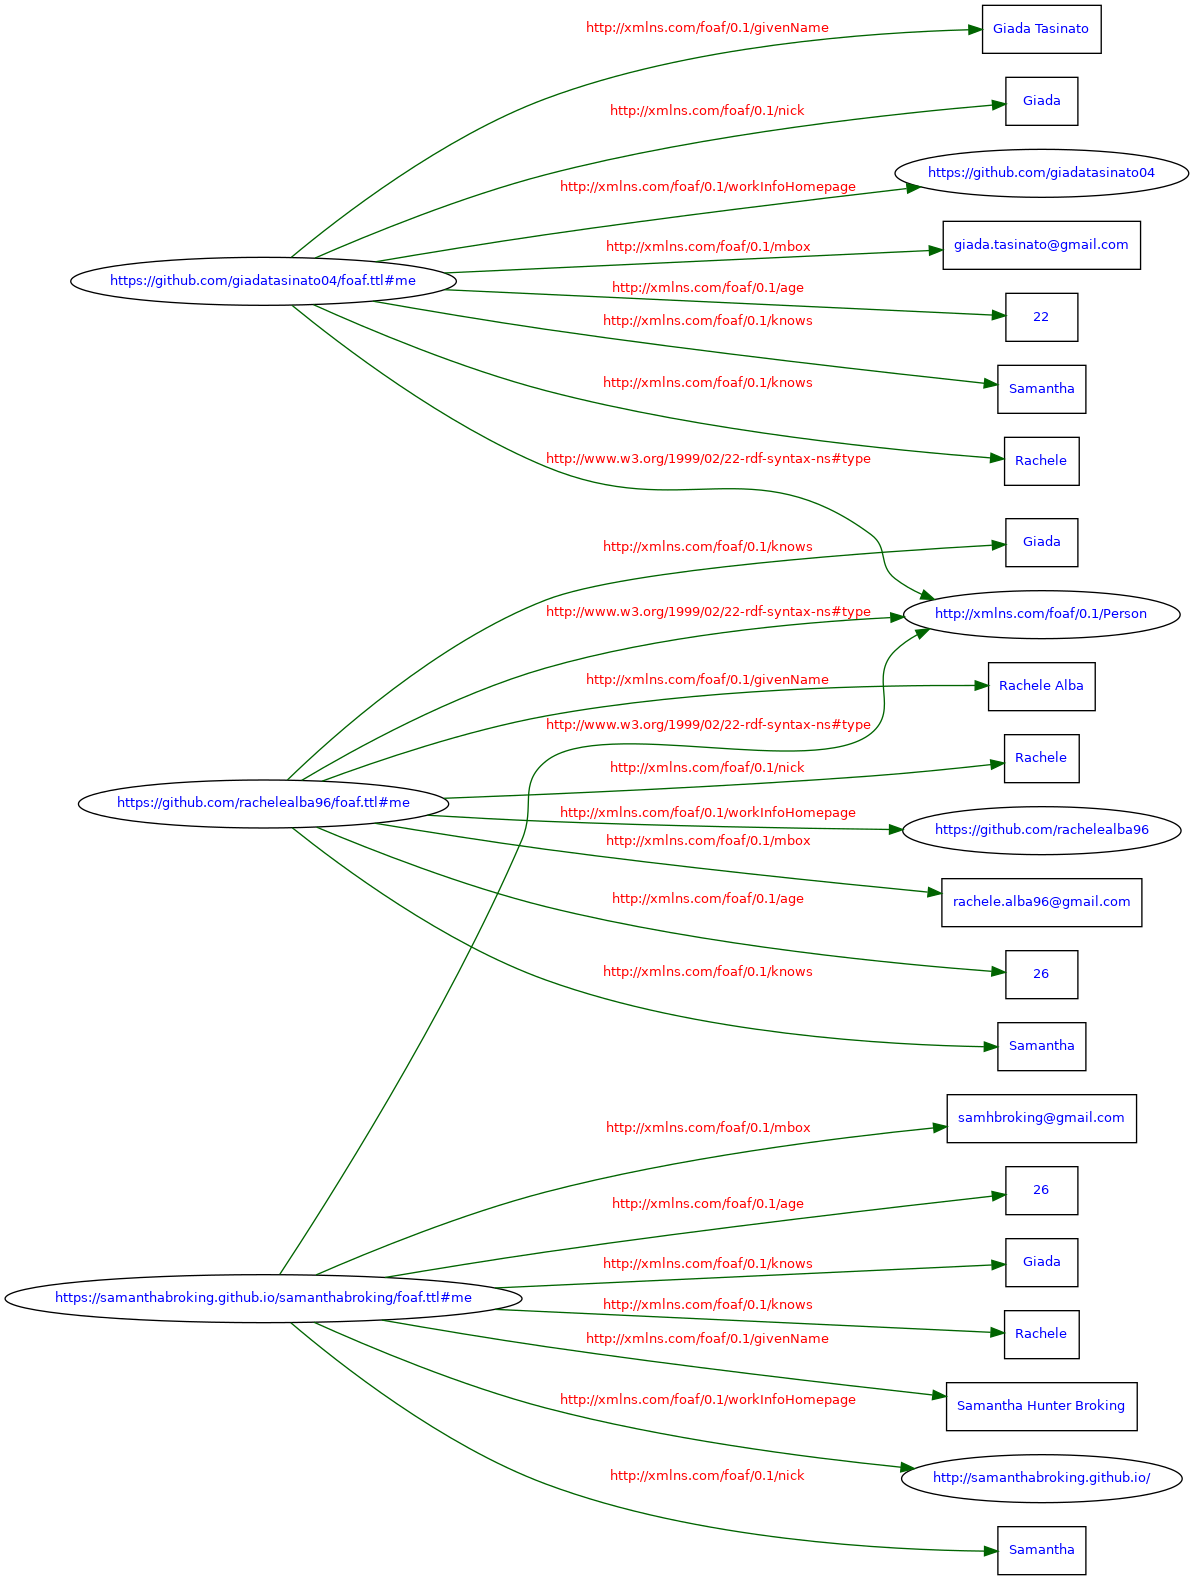 http://xmlns.com/foaf/0.1/givenName
Giada Tasinato
http://xmlns.com/foaf/0.1/nick
Giada
http://xmlns.com/foaf/0.1/workInfoHomepage
https://github.com/giadatasinato04
http://xmlns.com/foaf/0.1/mbox
giada.tasinato@gmail.com
https://github.com/giadatasinato04/foaf.ttl#me
http://xmlns.com/foaf/0.1/age
22
http://xmlns.com/foaf/0.1/knows
Samantha
http://xmlns.com/foaf/0.1/knows
Rachele
http://www.w3.org/1999/02/22-rdf-syntax-ns#type
http://xmlns.com/foaf/0.1/knows
Giada
http://www.w3.org/1999/02/22-rdf-syntax-ns#type
http://xmlns.com/foaf/0.1/Person
http://xmlns.com/foaf/0.1/givenName
Rachele Alba
http://www.w3.org/1999/02/22-rdf-syntax-ns#type
http://xmlns.com/foaf/0.1/nick
Rachele
https://github.com/rachelealba96/foaf.ttl#me
http://xmlns.com/foaf/0.1/workInfoHomepage
https://github.com/rachelealba96
http://xmlns.com/foaf/0.1/mbox
rachele.alba96@gmail.com
http://xmlns.com/foaf/0.1/age
26
http://xmlns.com/foaf/0.1/knows
Samantha
http://xmlns.com/foaf/0.1/mbox
samhbroking@gmail.com
http://xmlns.com/foaf/0.1/age
26
http://xmlns.com/foaf/0.1/knows
Giada
https://samanthabroking.github.io/samanthabroking/foaf.ttl#me
http://xmlns.com/foaf/0.1/knows
Rachele
http://xmlns.com/foaf/0.1/givenName
Samantha Hunter Broking
http://xmlns.com/foaf/0.1/workInfoHomepage
http://samanthabroking.github.io/
http://xmlns.com/foaf/0.1/nick
Samantha